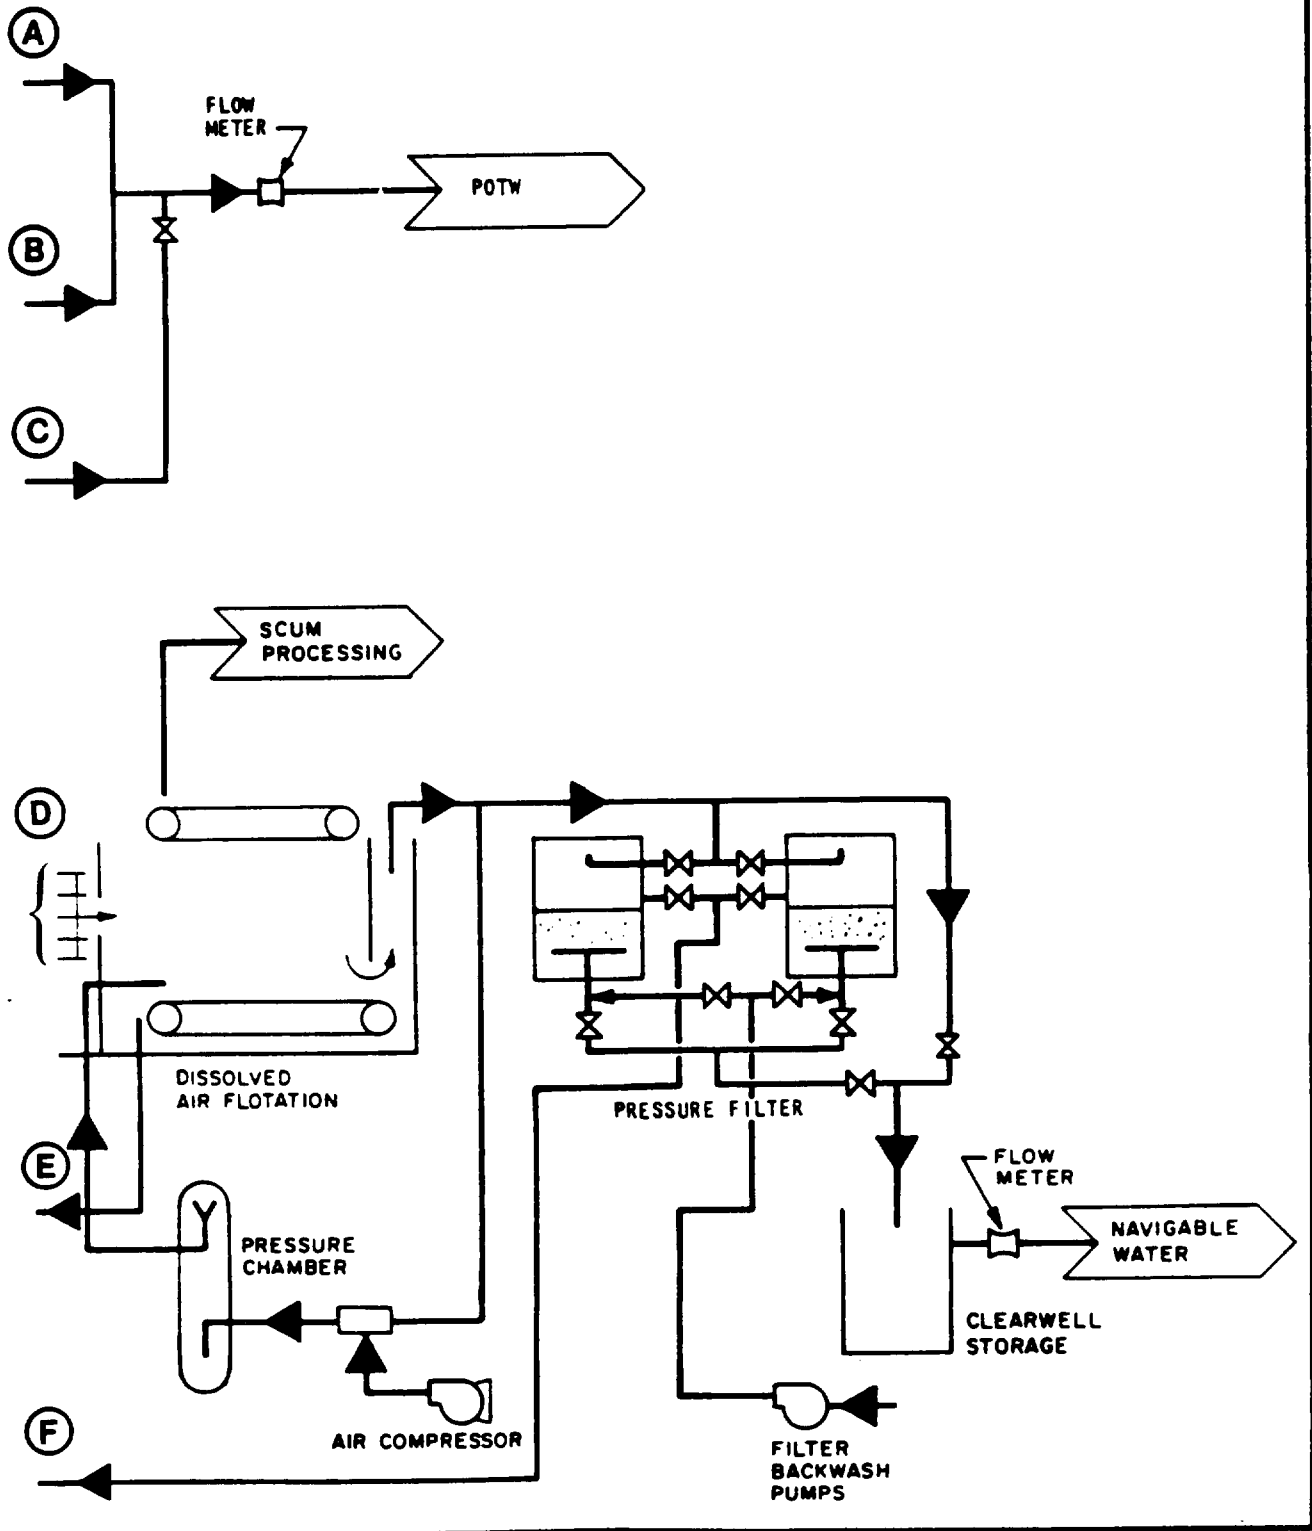 A
FLOW
METER
POTW
B
C
SCUM
PROCESSING
D
DISSOLVED
AIR FLOTATION
PRESSURE FILTER
E
FLOW
METER
NAVIGABLE
WATER
PRESSURE
CHAMBER
CLEARWELL
STORAGE
F
AIR COMPRESSOR
FILTER
BACKWASH
PUMPS